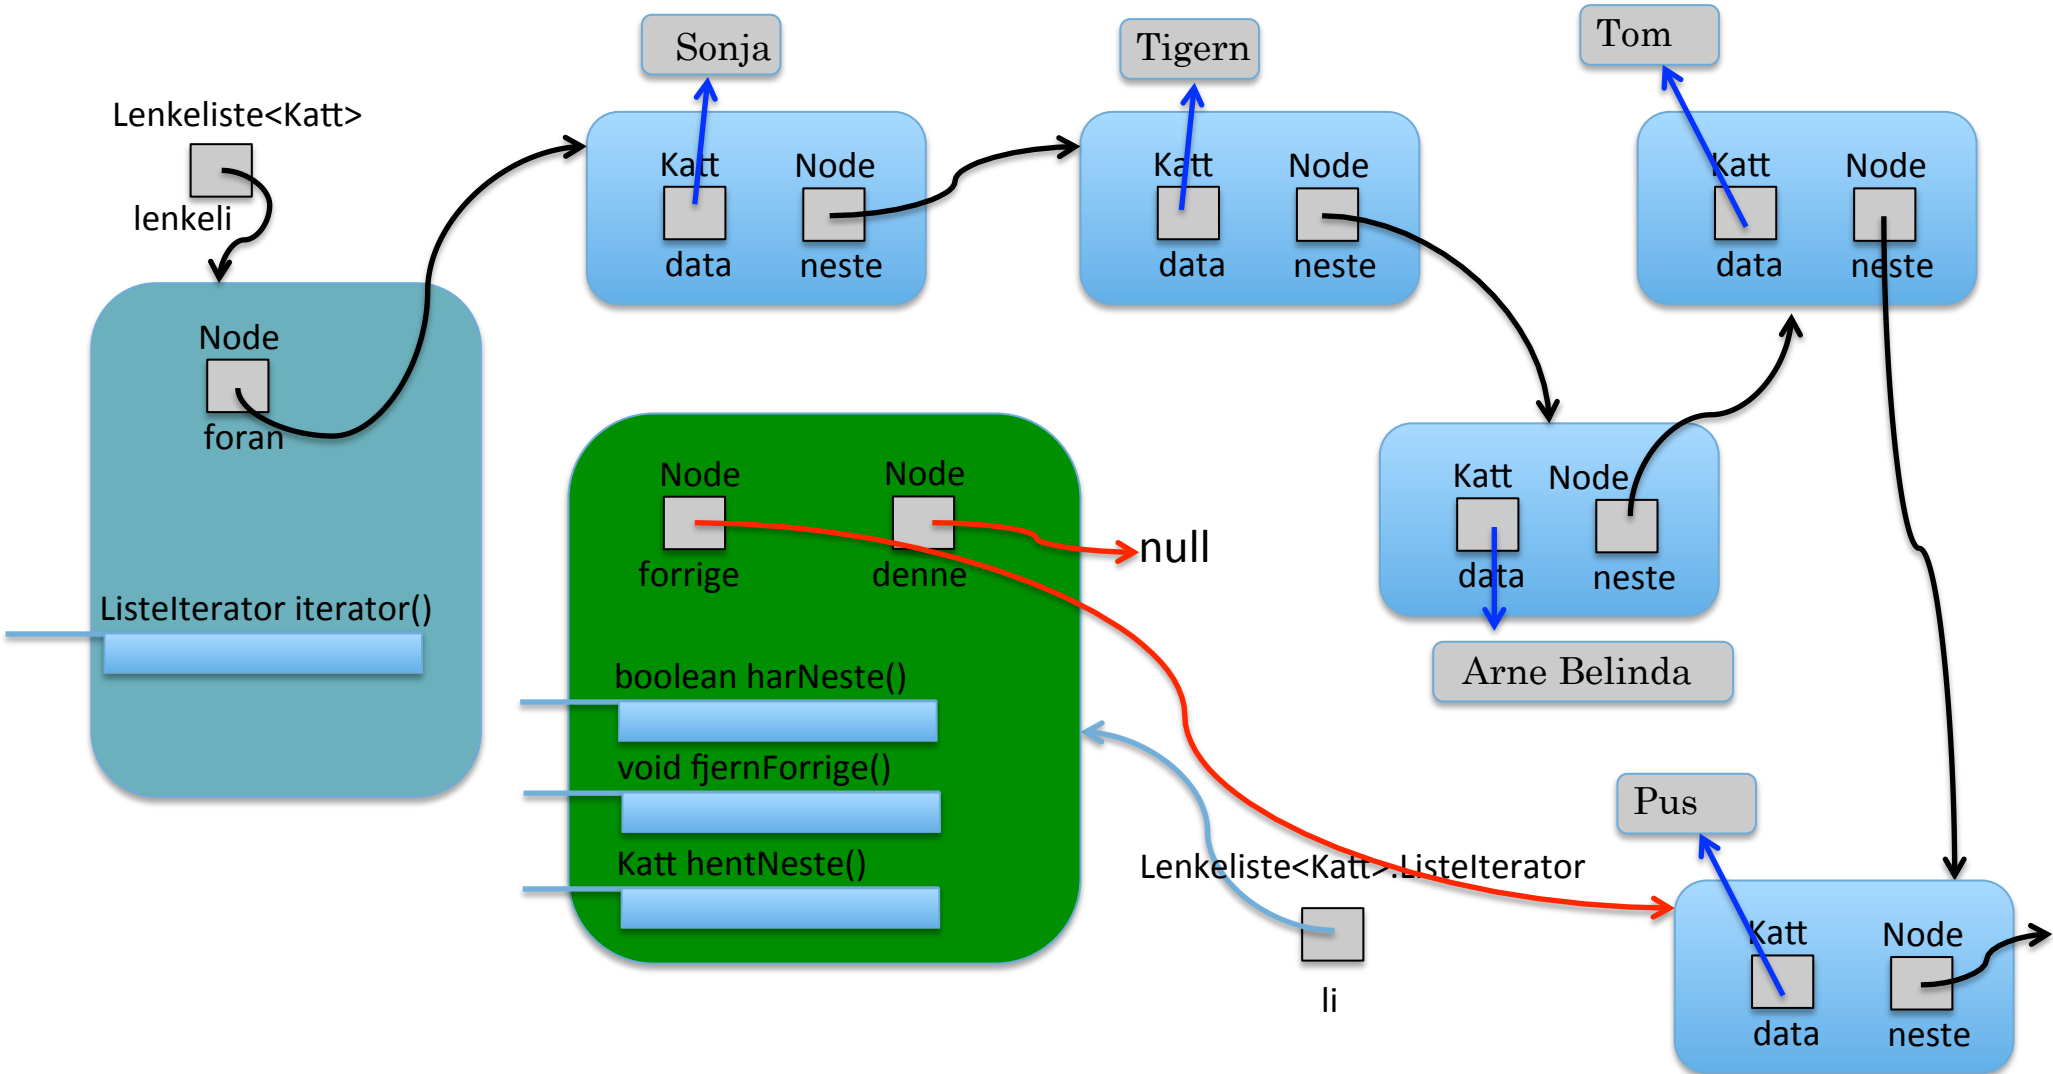 Sonja
Tigern
Tom
Lenkeliste<Katt>
lenkeli
Katt Node
data neste
Katt Node
data neste
Katt Node
data neste
Node
foran
ListeIterator iterator()
Node Node
forrige denne
null
boolean harNeste()
void fjernForrige()
Katt hentNeste()
Katt Node
data neste
Arne Belinda
Lenkeliste<Katt>.ListeIterator
li
Pus
Katt Node
data neste